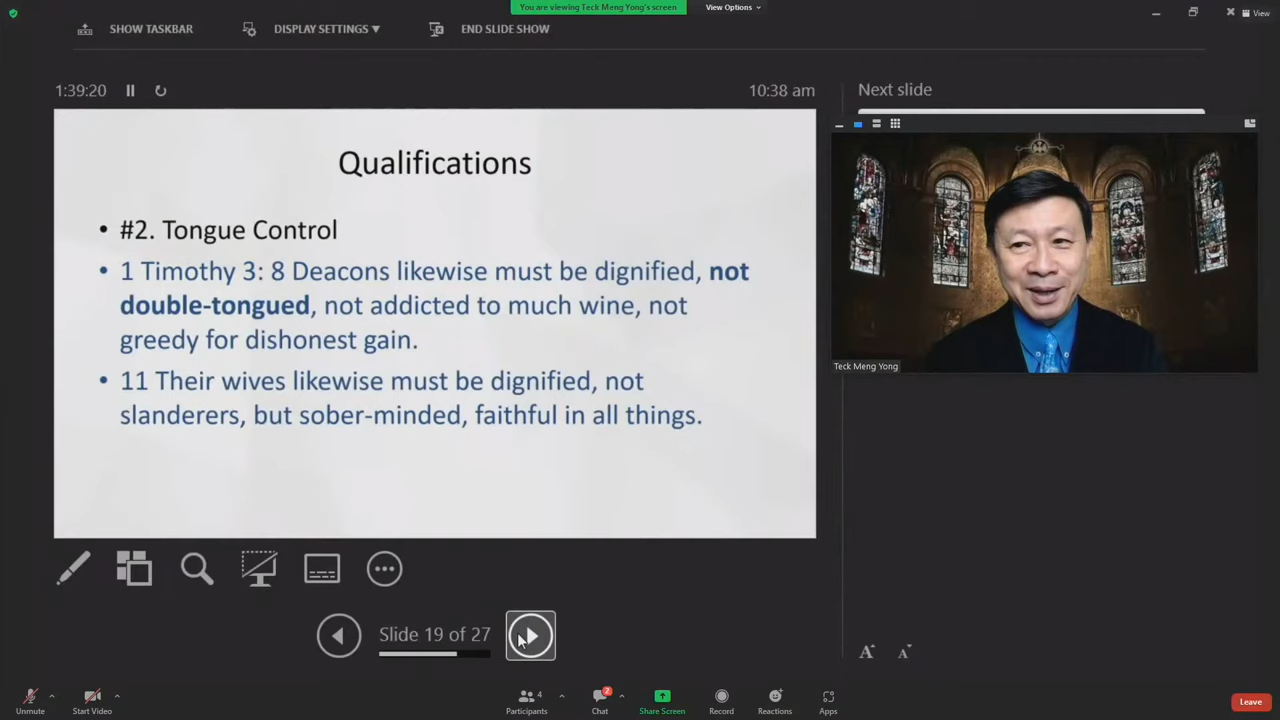 You are viewing Teck Meng Yong's screen
View Options
View
SHOW TASKBAR
DISPLAY SETTINGS
END SLIDE SHOW
1:39:20
10:38 am
Next slide
Qualifications
• #2. Tongue Control
• 1 Timothy 3: 8 Deacons likewise must be dignified, not
double-tongued, not addicted to much wine, not
greedy for dishonest gain.
• 11 Their wives likewise must be dignified, not
slanderers, but sober-minded, faithful in all things.
Teck Meng Yong
Slide 19 of 27
A A
Unmute
Start Video
4
Participants
2
Chat
Share Screen
Record
Reactions
Apps
Leave